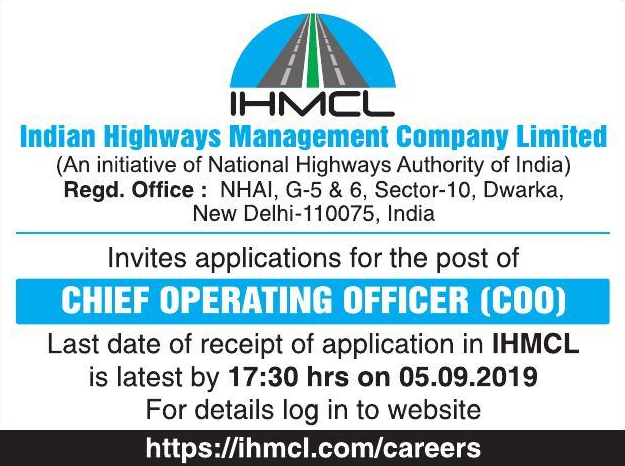 IHMCL
Indian Highways Management Company Limited
(An initiative of National Highways Authority of India)
Regd. Office : NHAI, G-5 & 6, Sector-10, Dwarka,
New Delhi-110075, India
Invites applications for the post of
CHIEF OPERATING OFFICER (COO)
Last date of receipt of application in IHMCL
is latest by 17:30 hrs on 05.09.2019
For details log in to website
https://ihmcl.com/careers